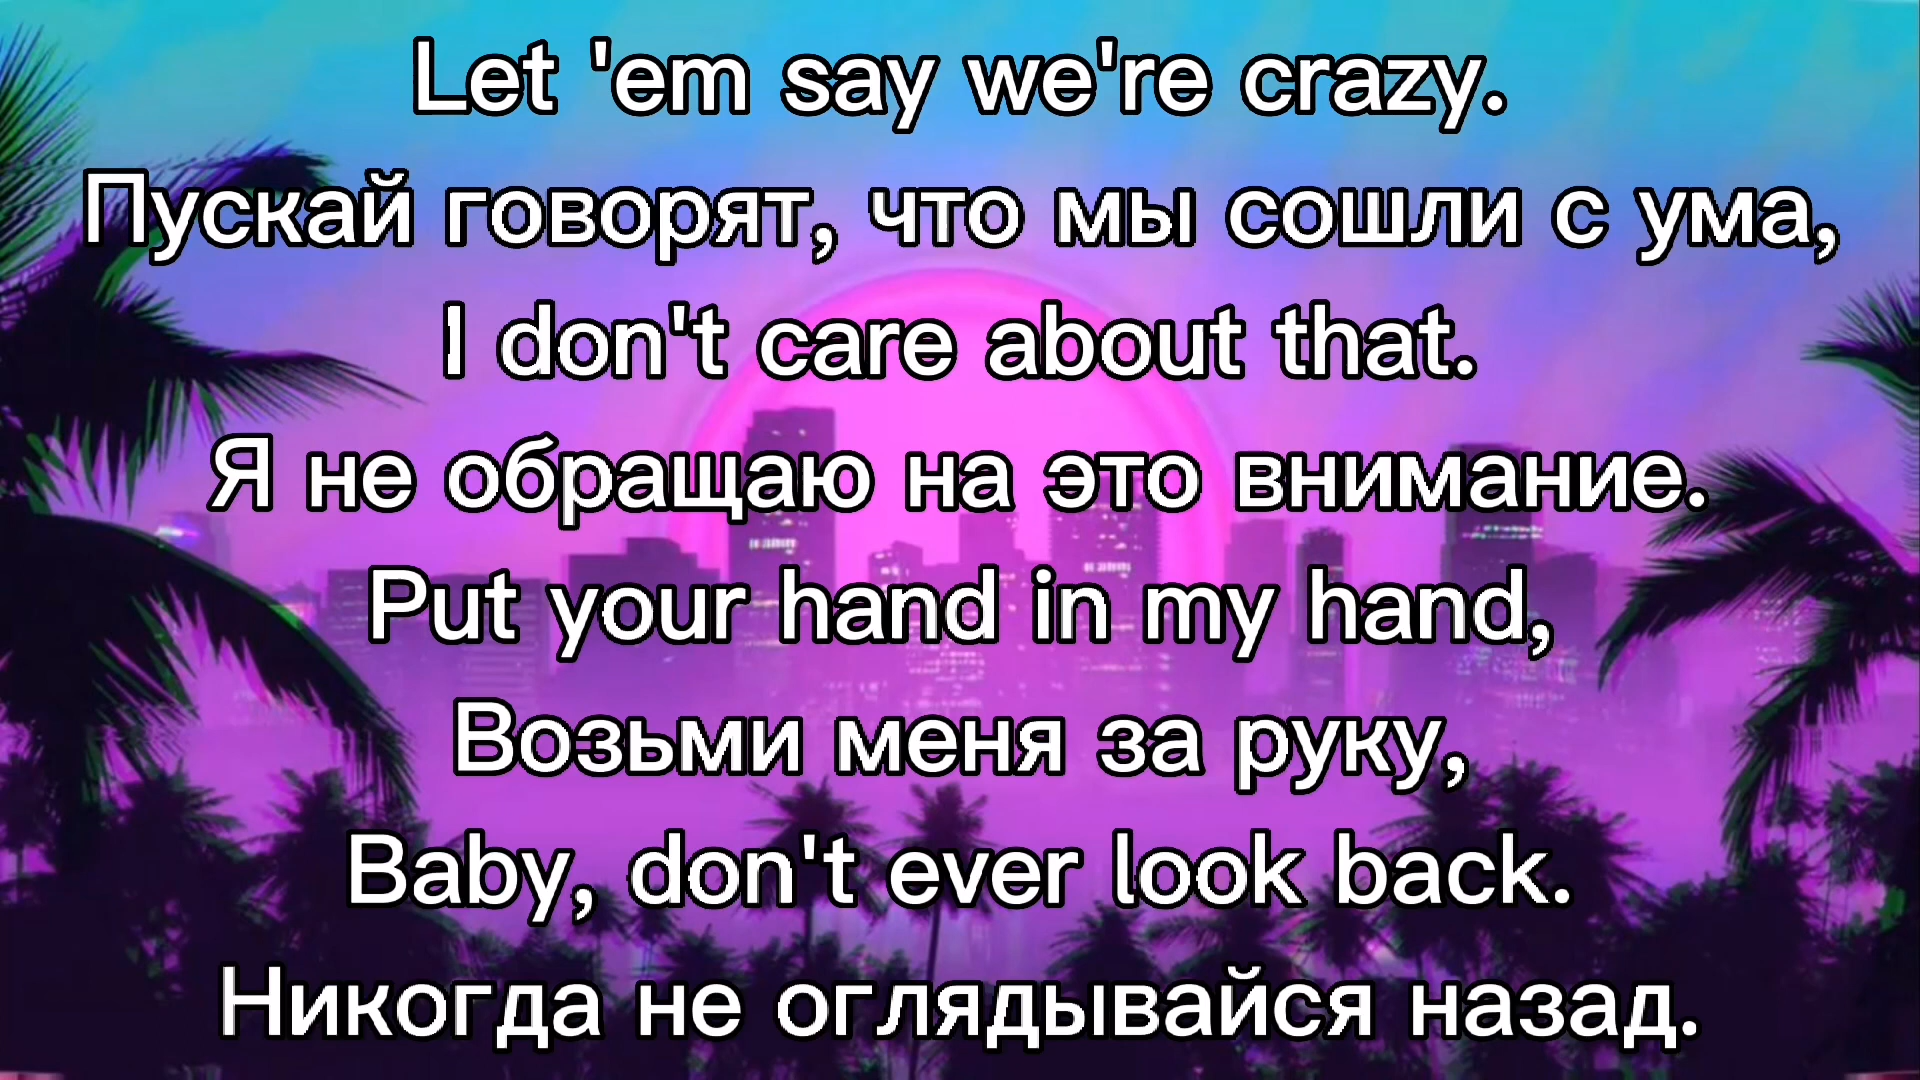 Let 'em say we're crazy.
Пускай говорят, что мы сошли с ума,
I don't care about that.
Я не обращаю на это внимание.
Put your hand in my hand,
Возьми меня за руку,
Baby, don't ever look back.
Никогда не оглядывайся назад.